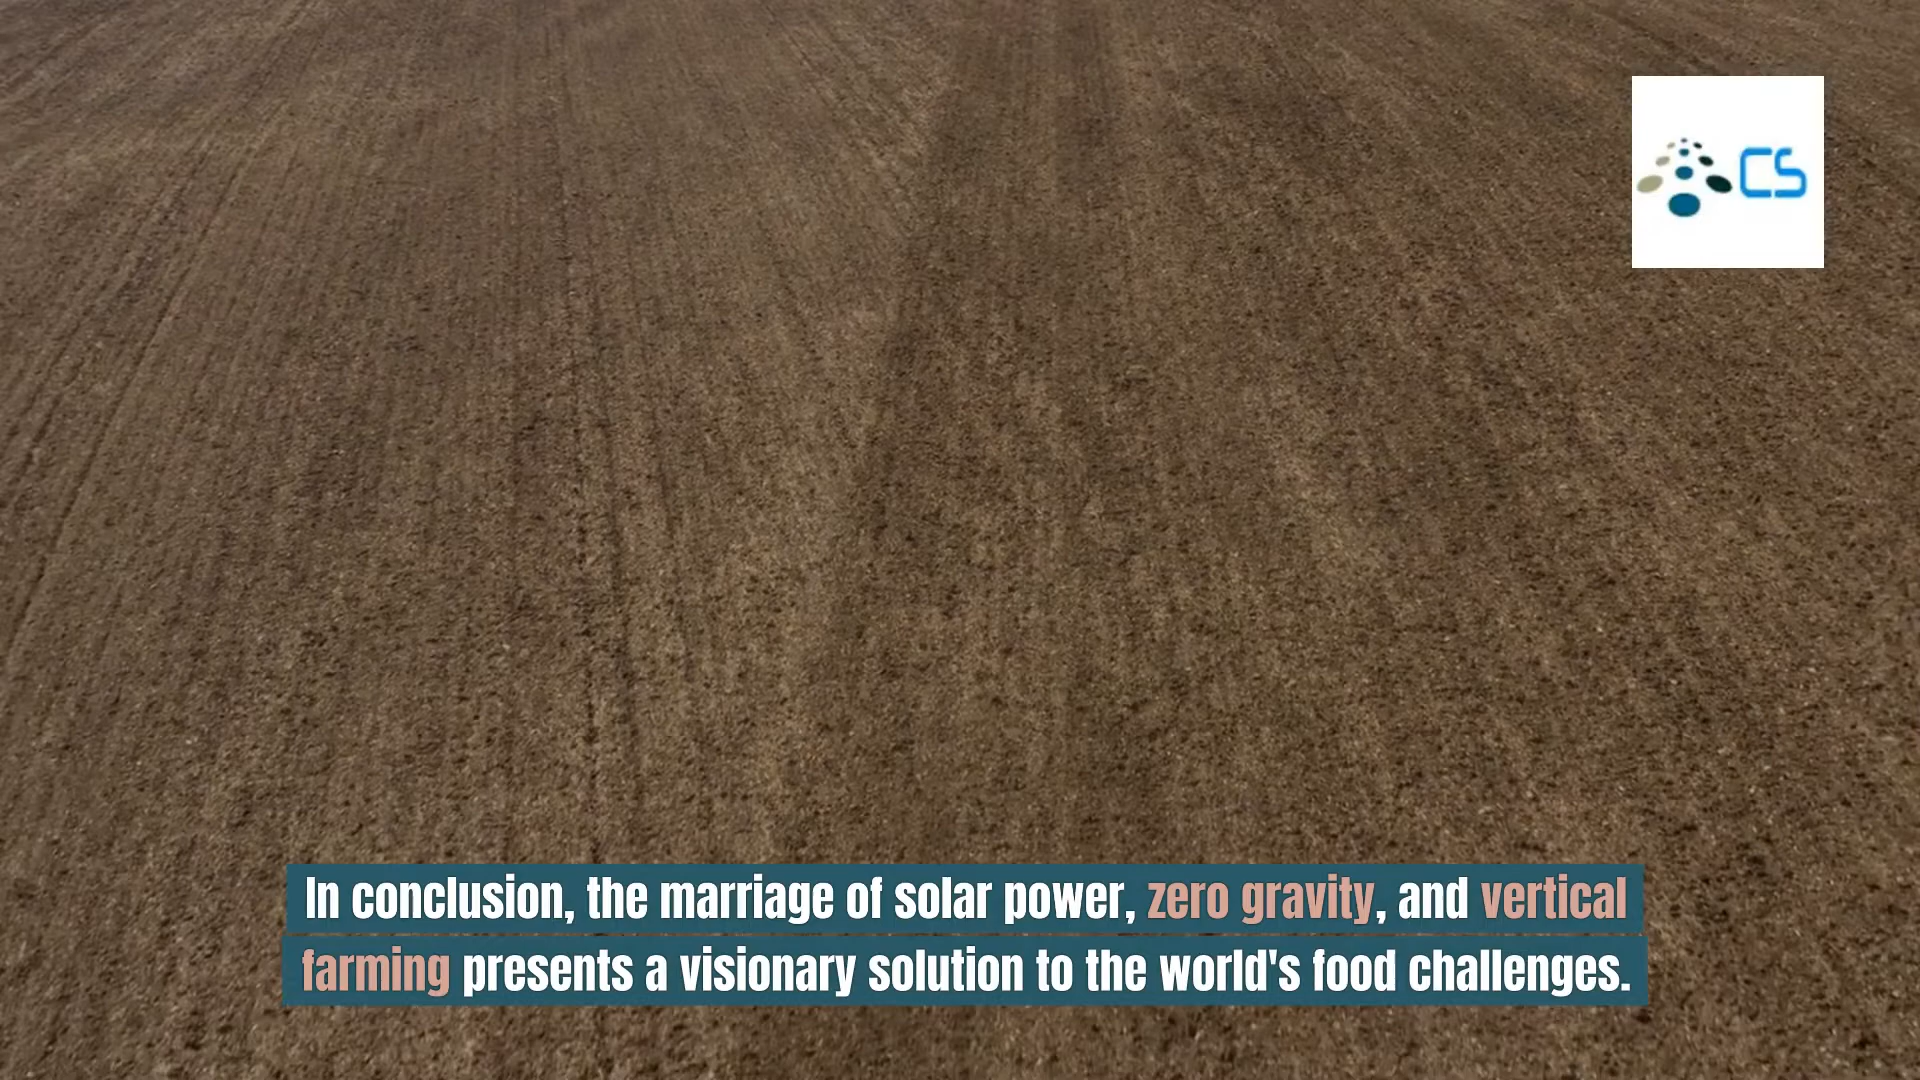 CS
In conclusion, the marriage of solar power, zero gravity, and vertical
farming presents a visionary solution to the world's food challenges.